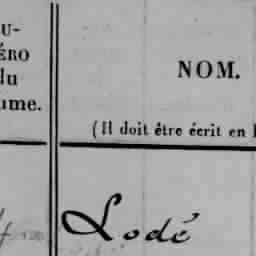 U-
ÉRO
du
ume.
NOM.
(Il doit être écrit en
Lodé